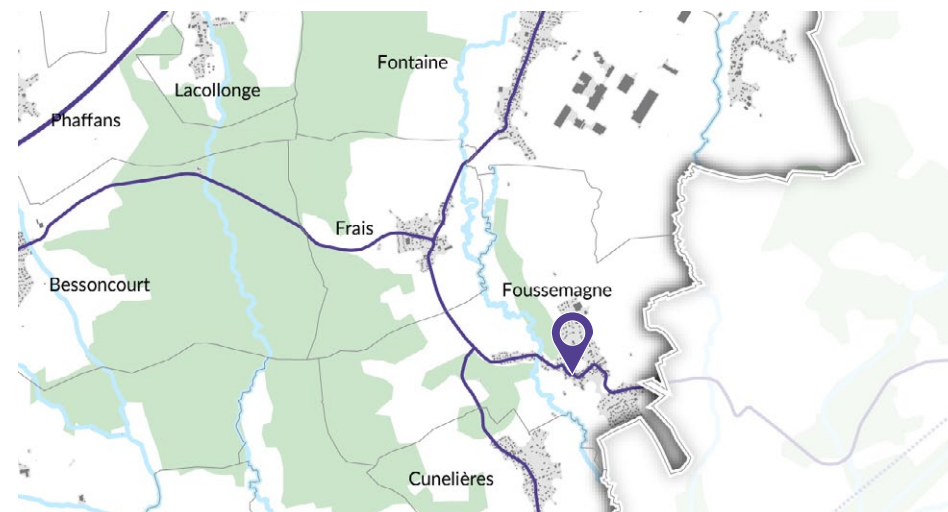 Fontaine
Lacollonge
Phaffans
Frais
Bessoncourt
Foussemagne
Cunelières